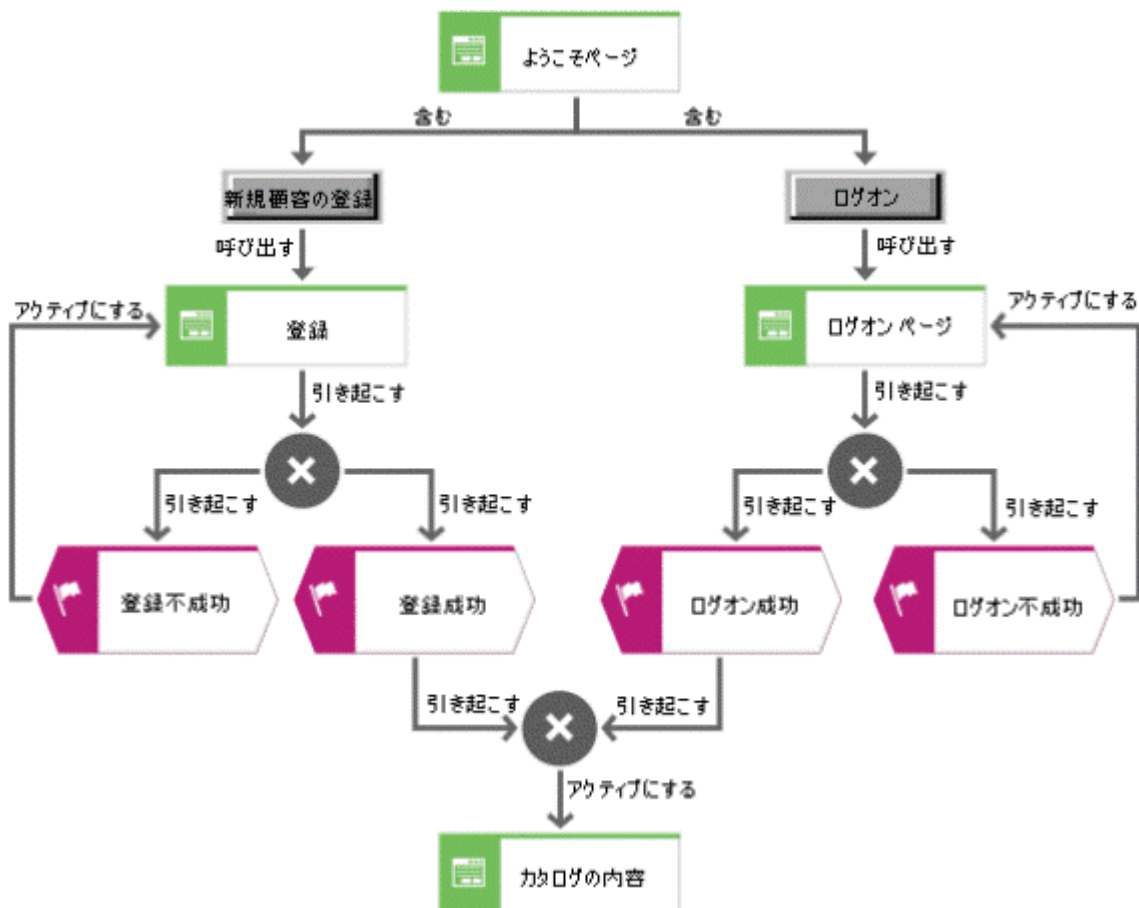 ようこそページ
含む 含む
新規顧客の登録 ログオン
呼び出す 呼び出す
アクティブにする アクティブにする
登録 ログオン ページ
引き起こす 引き起こす
引き起こす 引き起こす 引き起こす 引き起こす
登録不成功 登録成功 ログオン成功 ログオン不成功
引き起こす 引き起こす
アクティブにする
カタログの内容